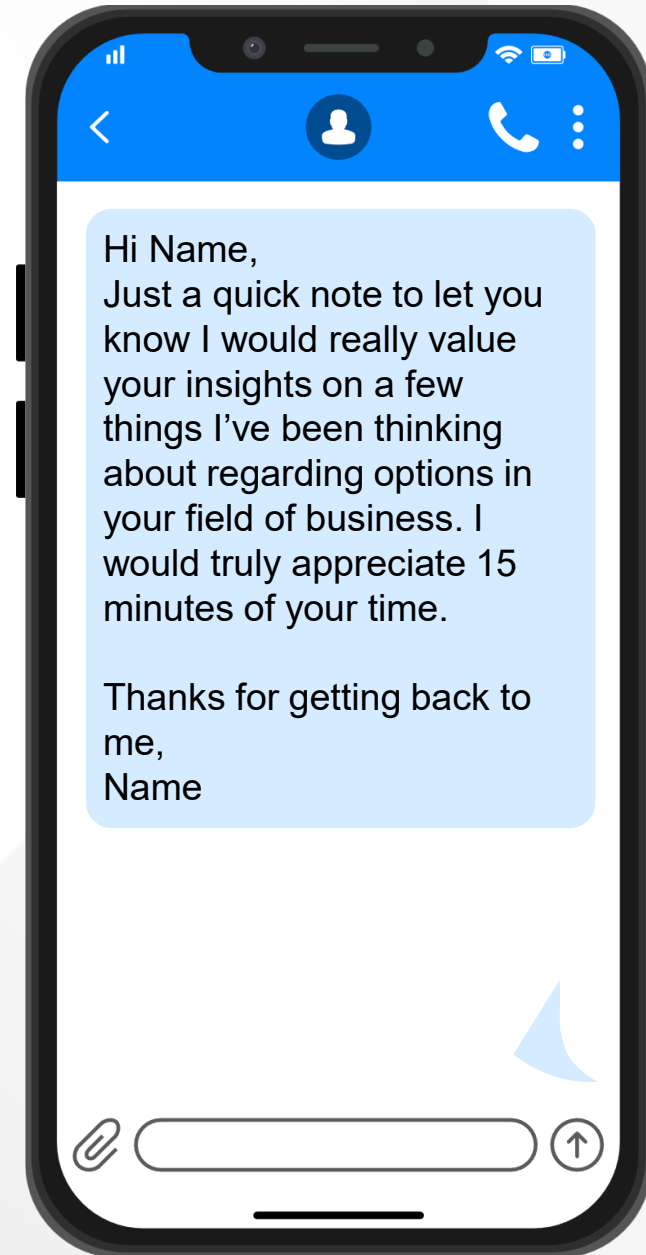 Hi Name,
Just a quick note to let you
know I would really value
your insights on a few
things I’ve been thinking
about regarding options in
your field of business. I
would truly appreciate 15
minutes of your time.
Thanks for getting back to
me,
Name